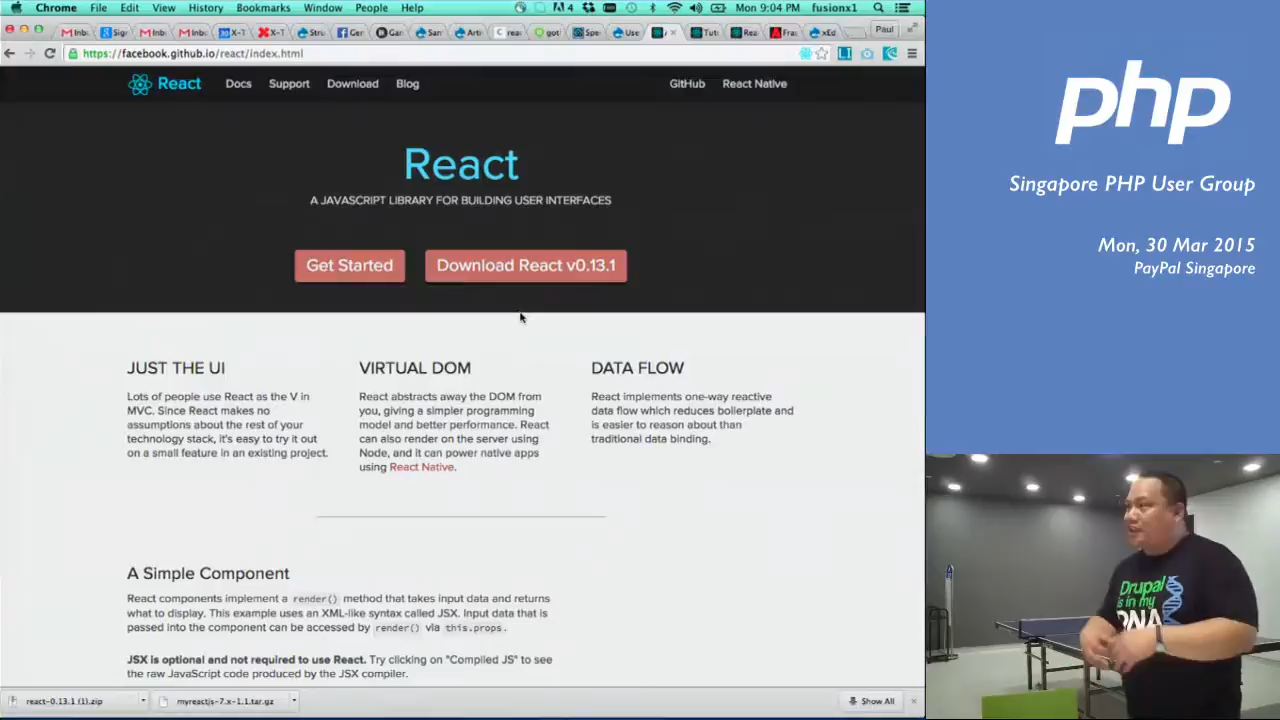 Chrome File Edit View History Bookmarks Window People Help
4
Mon 9:04 PM fusionx1
Paul
https://facebook.github.io/react/index.html
React Docs Support Download Blog GitHub React Native
React
A JAVASCRIPT LIBRARY FOR BUILDING USER INTERFACES
Get Started
Download React v0.13.1
JUST THE UI
Lots of people use React as the V in
MVC. Since React makes no
assumptions about the rest of your
technology stack, it's easy to try it out
on a small feature in an existing project.
VIRTUAL DOM
React abstracts away the DOM from
you, giving a simpler programming
model and better performance. React
can also render on the server using
Node, and it can power native apps
using React Native.
DATA FLOW
React implements one-way reactive
data flow which reduces boilerplate and
is easier to reason about than
traditional data binding.
A Simple Component
React components implement a render() method that takes input data and returns
what to display. This example uses an XML-like syntax called JSX. Input data that is
passed into the component can be accessed by render() via this.props.
JSX is optional and not required to use React. Try clicking on "Compiled JS" to see
the raw JavaScript code produced by the JSX compiler.
react-0.13.1 (1).zip
myreactjs-7.x-1.1.tar.gz
Show All
php
Singapore PHP User Group
Mon, 30 Mar 2015
PayPal Singapore
Drupal
is in my
DNA